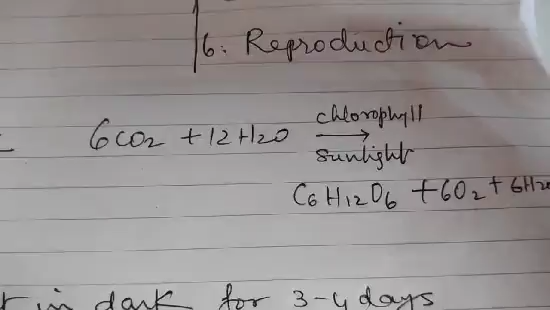 6. Reproduction
6CO2 + 12H2O
chlorophyll
→
sunlight
C6H12O6 + 6O2 + 6H2O
in dark for 3-4 days